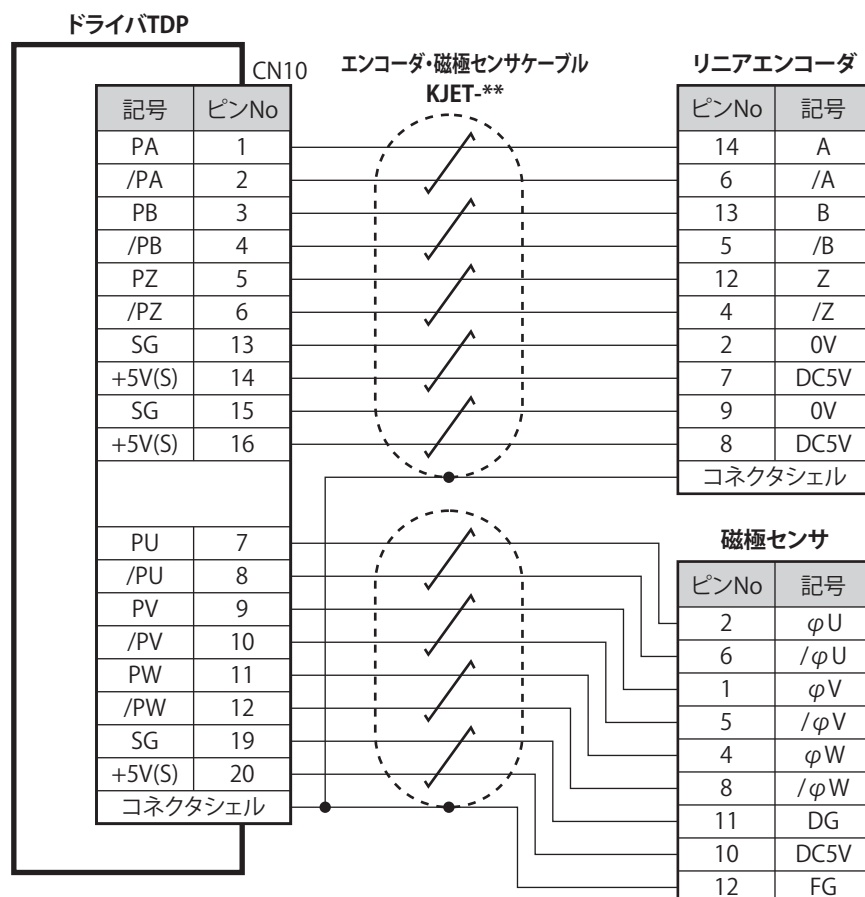 ドライバTDP
CN10
記号 ピンNo
PA 1
/PA 2
PB 3
/PB 4
PZ 5
/PZ 6
SG 13
+5V(S) 14
SG 15
+5V(S) 16
PU 7
/PU 8
PV 9
/PV 10
PW 11
/PW 12
SG 19
+5V(S) 20
コネクタシェル
エンコーダ・磁極センサケーブル
KJET-**
リニアエンコーダ
ピンNo 記号
14 A
6 /A
13 B
5 /B
12 Z
4 /Z
2 0V
7 DC5V
9 0V
8 DC5V
コネクタシェル
磁極センサ
ピンNo 記号
2 φU
6 /φU
1 φV
5 /φV
4 φW
8 /φW
11 DG
10 DC5V
12 FG